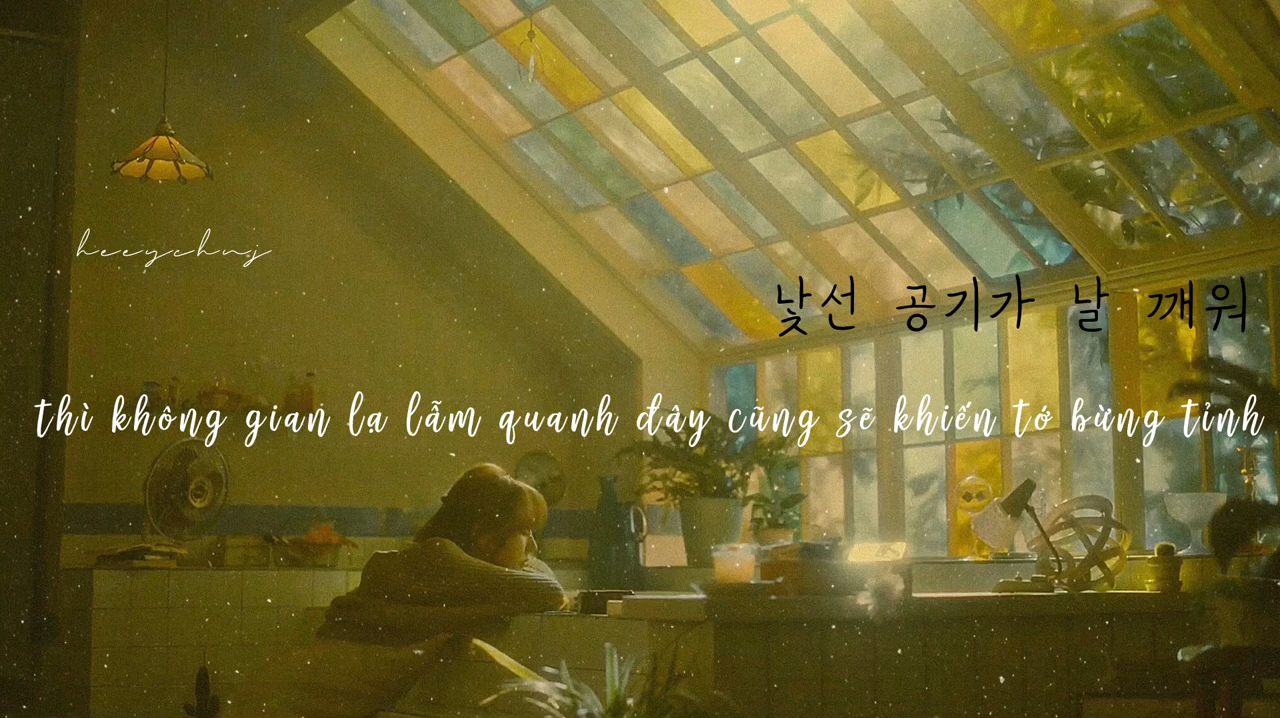 heeychuj
낯선 공기가 날 깨워
thì không gian lạ lẫm quanh đây cũng sẽ khiến tớ bừng tỉnh